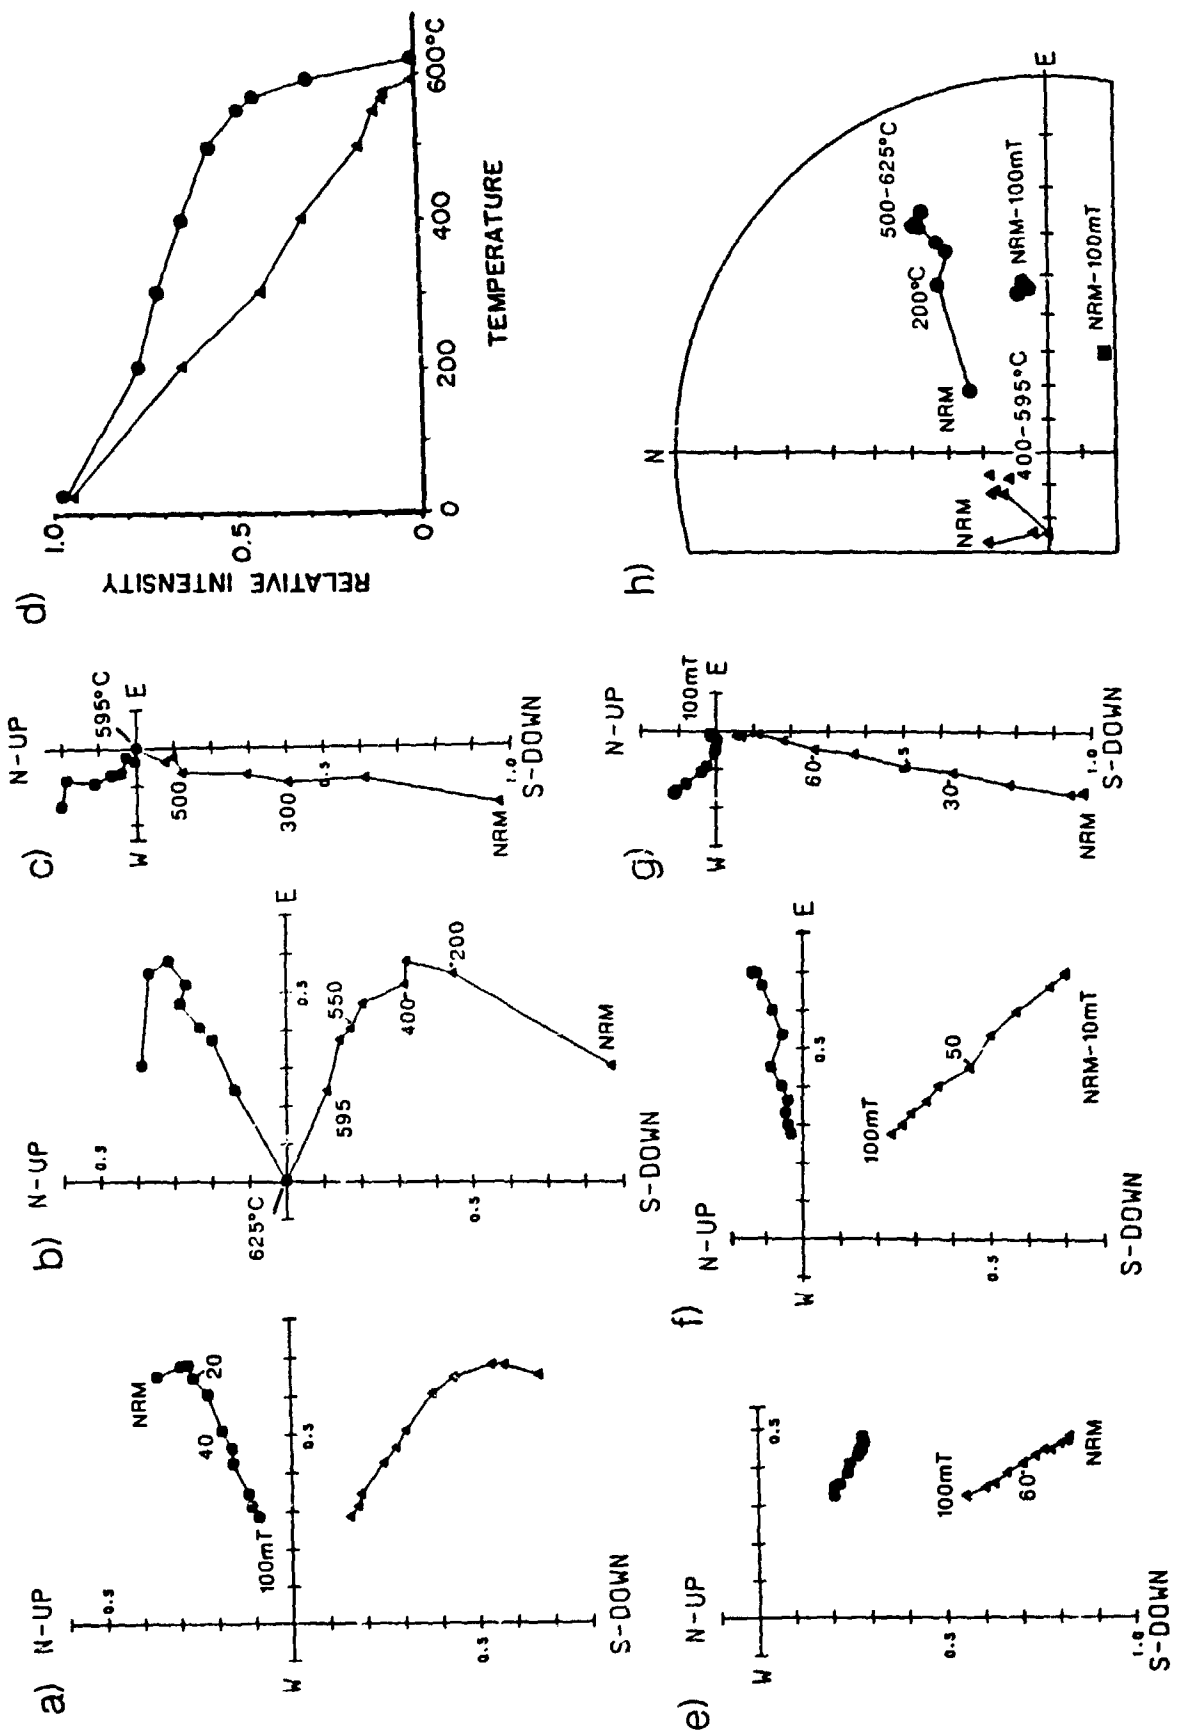 a)
N-UP
0.5
NRM
20
40
100mT
W
0.5
0.5
S-DOWN
b)
N-UP
0.5
625°C
E
0.5
550
200
400
595
NRM
0.5
S-DOWN
c)
N-UP
595°C
W
E
500
300
0.5
NRM
1.0
S-DOWN
d)
RELATIVE INTENSITY
1.0
0.5
0
0
200
400
600°C
TEMPERATURE
e)
N-UP
W
0.5
100mT
60
NRM
0.5
1.0
S-DOWN
f)
N-UP
W
E
0.5
50
100mT
NRM-10mT
0.5
S-DOWN
g)
N-UP
100mT
W
E
60
0.5
30
NRM
1.0
S-DOWN
h)
N
500-625°C
200°C
NRM
NRM
E
400-595°C
NRM-100mT
NRM-100mT